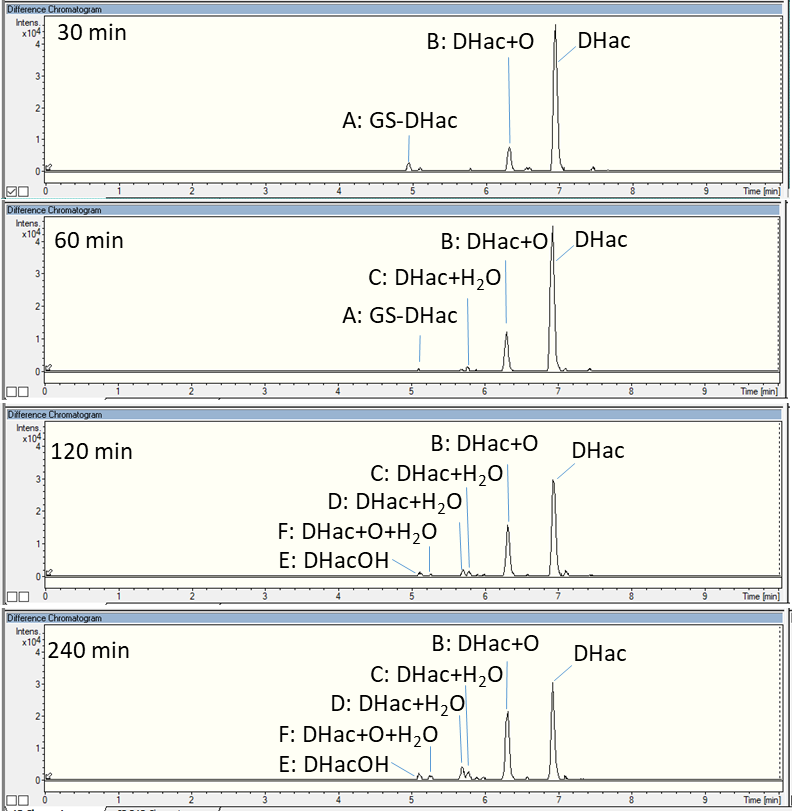 Difference Chromatogram
Intens.
x10⁴
30 min
B: DHac+O
DHac
A: GS-DHac
4
3
2
1
0
0 1 2 3 4 5 6 7 8 9 Time [min]
Difference Chromatogram
Intens.
x10⁴
60 min
B: DHac+O
DHac
C: DHac+H₂O
A: GS-DHac
4
3
2
1
0
0 1 2 3 4 5 6 7 8 9 Time [min]
Difference Chromatogram
Intens.
x10⁴
120 min
B: DHac+O
DHac
C: DHac+H₂O
D: DHac+H₂O
F: DHac+O+H₂O
E: DHacOH
4
3
2
1
0
0 1 2 3 4 5 6 7 8 9 Time [min]
Difference Chromatogram
Intens.
x10⁴
240 min
B: DHac+O
DHac
C: DHac+H₂O
D: DHac+H₂O
F: DHac+O+H₂O
E: DHacOH
4
3
2
1
0
0 1 2 3 4 5 6 7 8 9 Time [min]